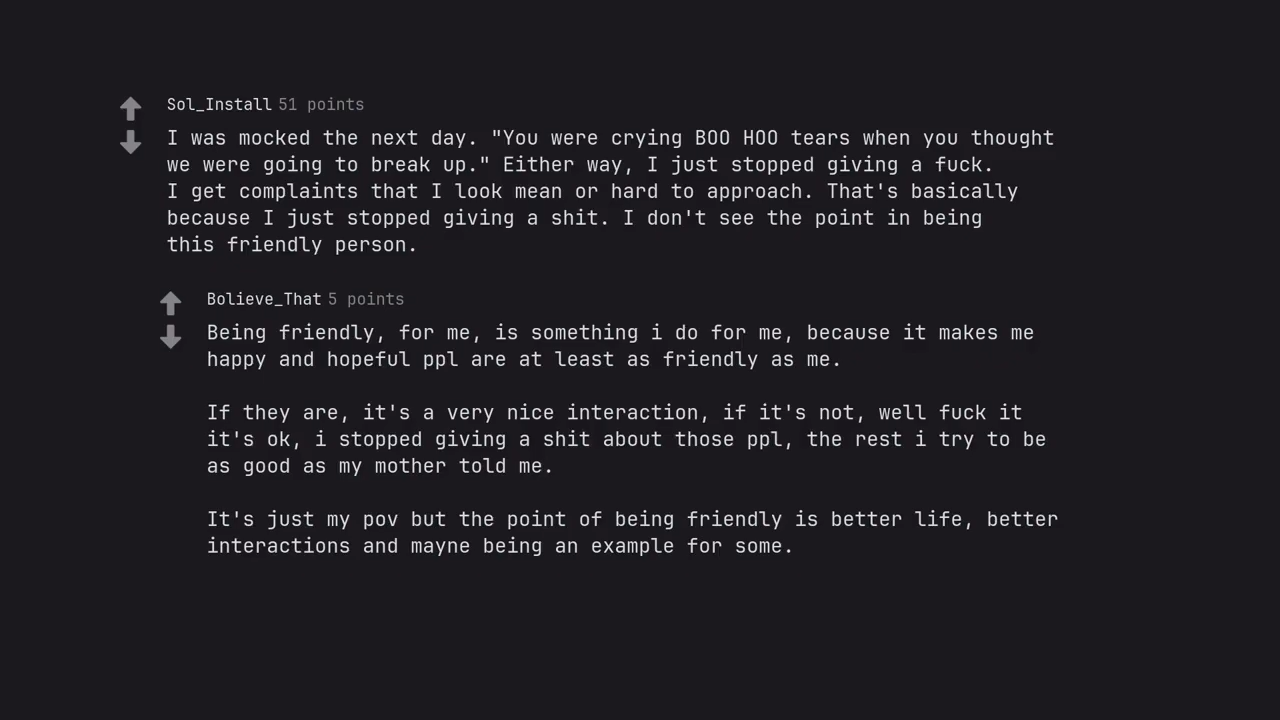 Sol_Install 51 points
I was mocked the next day. "You were crying BOO HOO tears when you thought
we were going to break up." Either way, I just stopped giving a fuck.
I get complaints that I look mean or hard to approach. That's basically
because I just stopped giving a shit. I don't see the point in being
this friendly person.
Bolieve_That 5 points
Being friendly, for me, is something i do for me, because it makes me
happy and hopeful ppl are at least as friendly as me.
If they are, it's a very nice interaction, if it's not, well fuck it
it's ok, i stopped giving a shit about those ppl, the rest i try to be
as good as my mother told me.
It's just my pov but the point of being friendly is better life, better
interactions and mayne being an example for some.